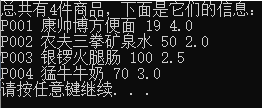 总共有4件商品，下面是它们的信息：
P001 康帅博方便面 19 4.0
P002 农夫三拳矿泉水 50 2.0
P003 银锣火腿肠 100 2.5
P004 猛牛牛奶 70 3.0
请按任意键继续. . .